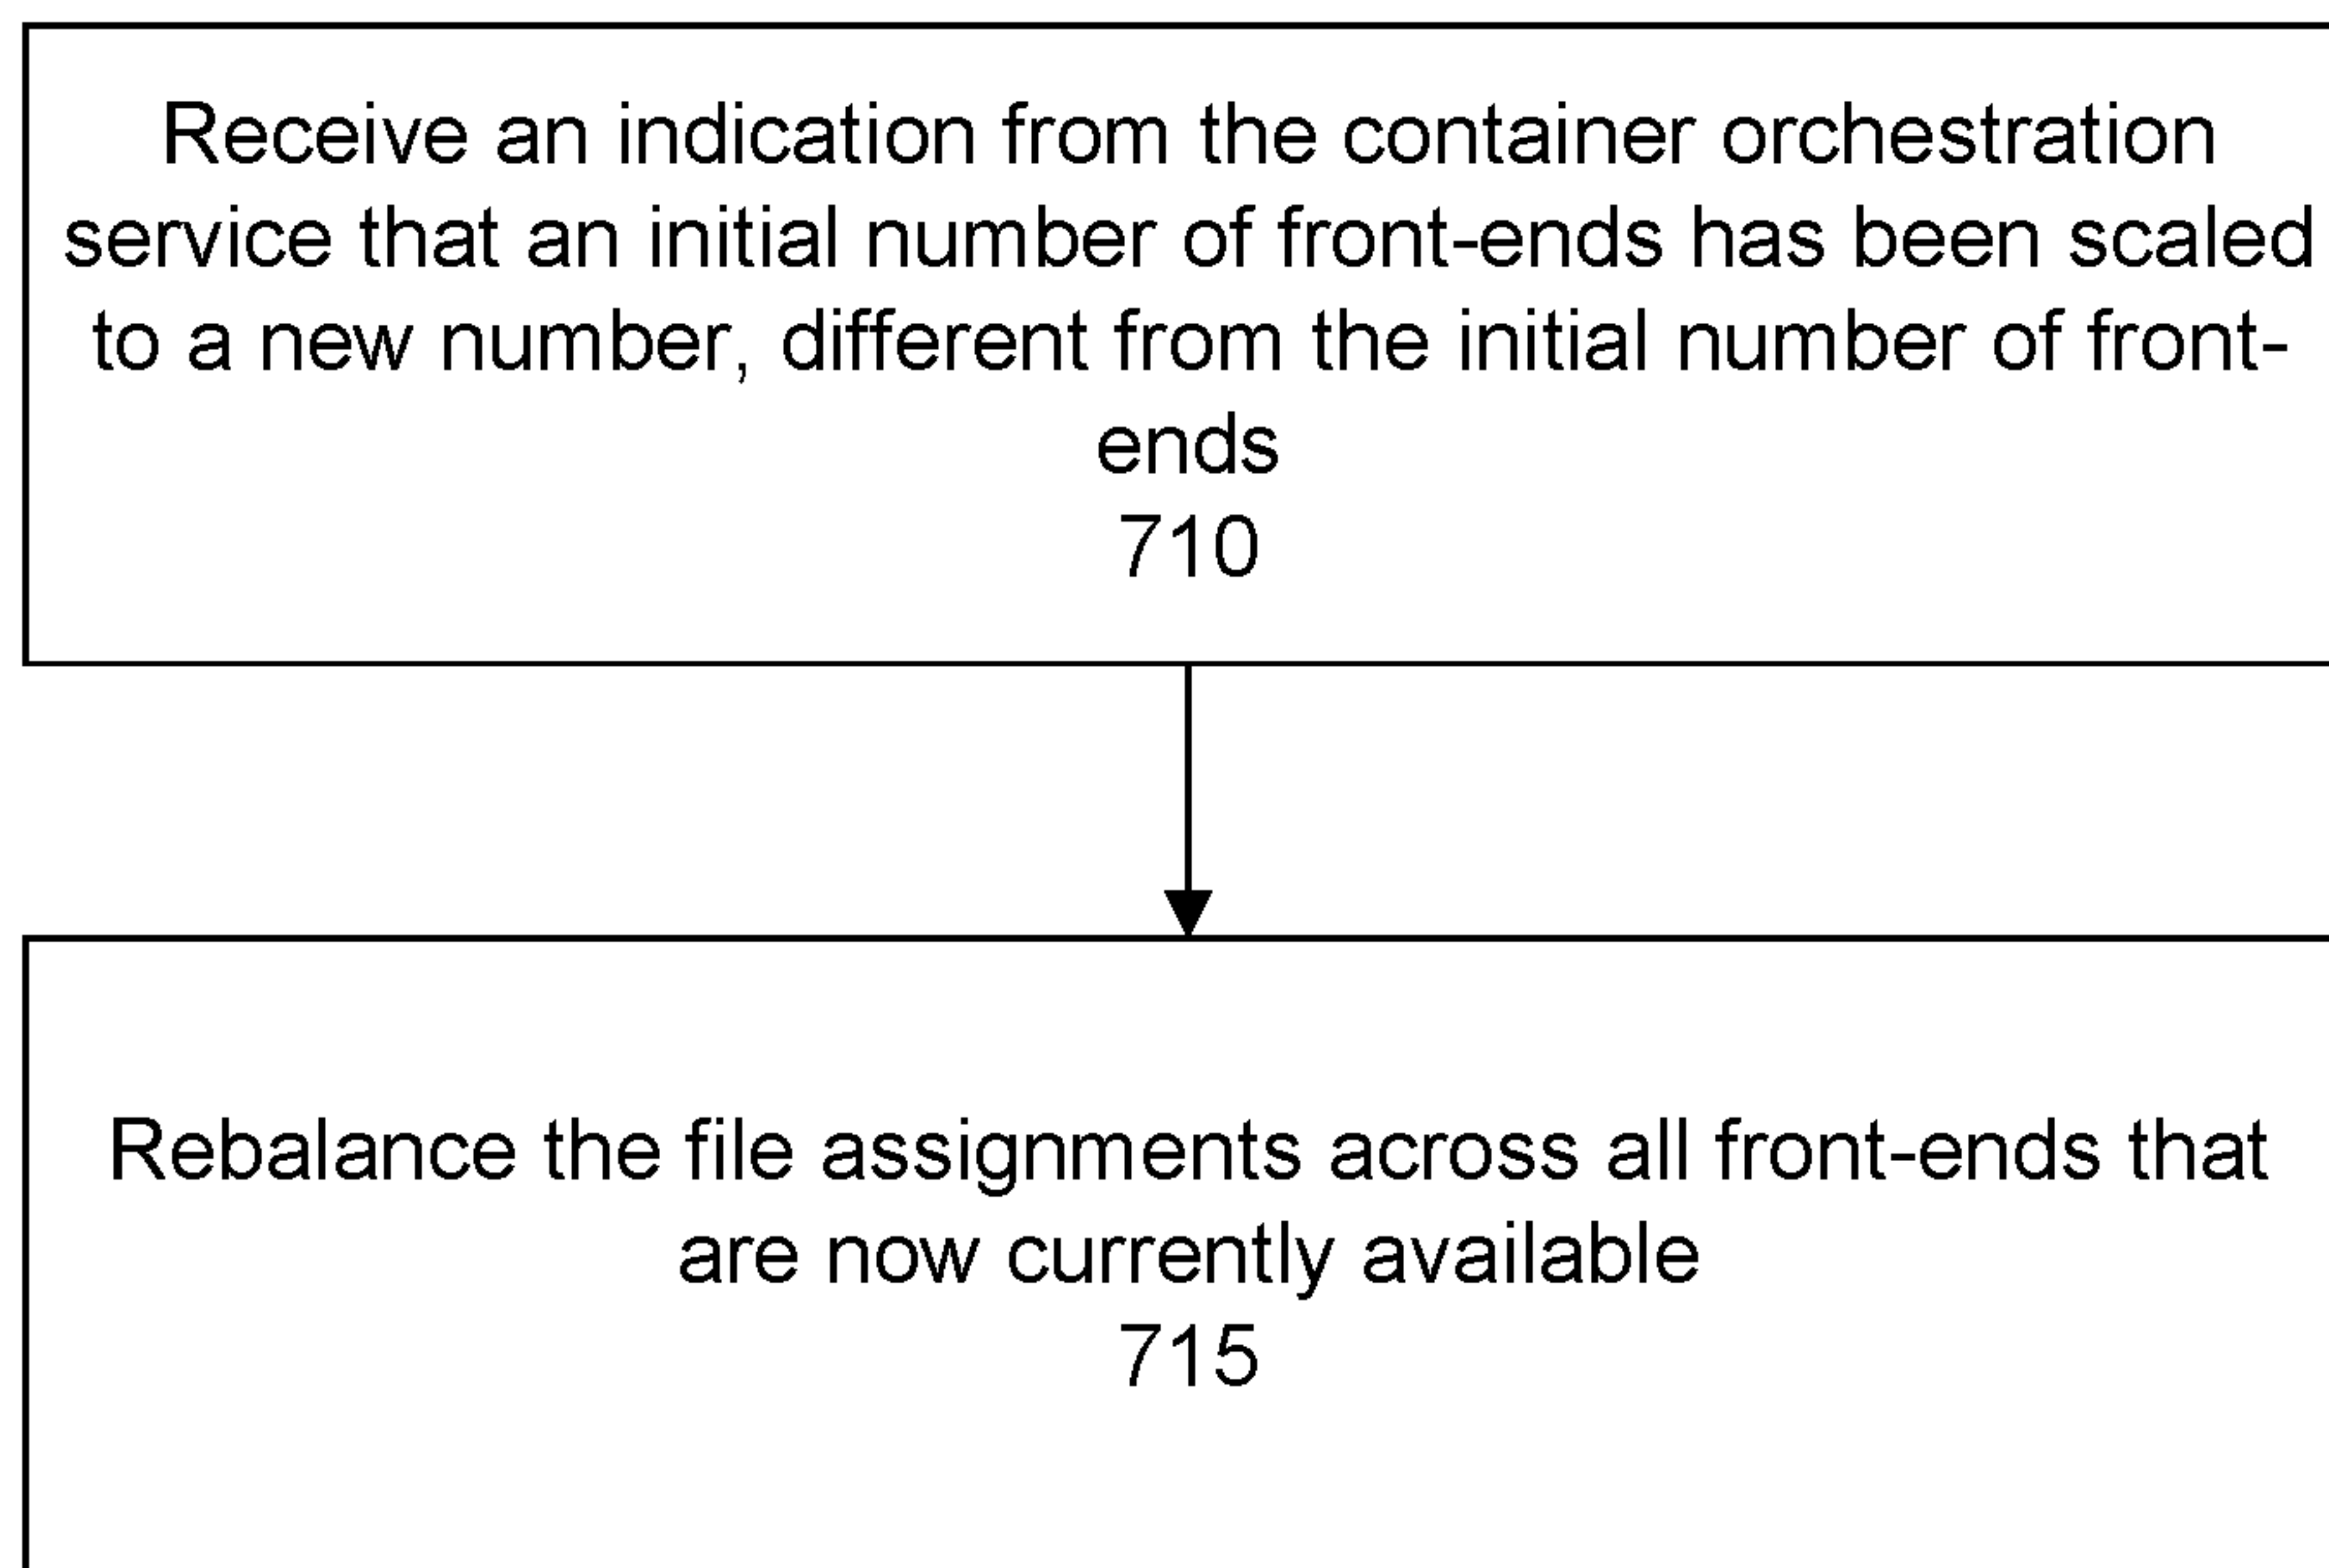 Receive an indication from the container orchestration
service that an initial number of front-ends has been scaled
to a new number, different from the initial number of front-
ends
710
Rebalance the file assignments across all front-ends that
are now currently available
715